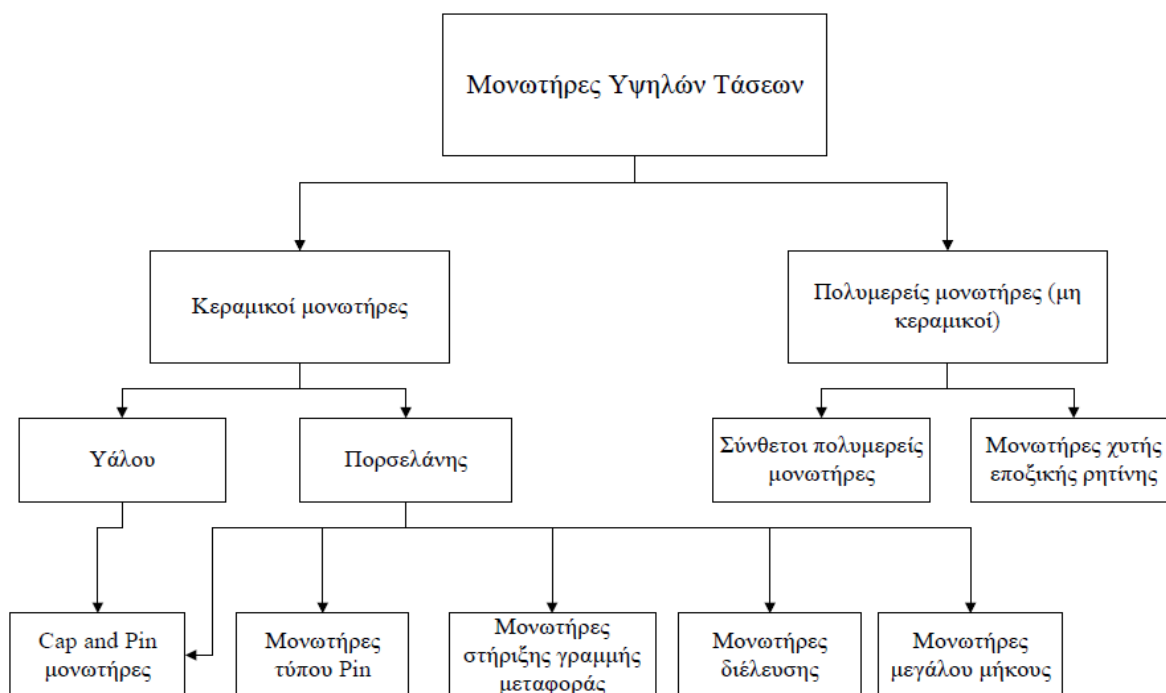 Μονωτήρες Υψηλών Τάσεων
Κεραμικοί μονωτήρες
Πολυμερείς μονωτήρες (μη
κεραμικοί)
Υάλου
Πορσελάνης
Σύνθετοι πολυμερείς
μονωτήρες
Μονωτήρες χυτής
εποξικής ρητίνης
Cap and Pin
μονωτήρες
Μονωτήρες
τύπου Pin
Μονωτήρες
στήριξης γραμμής
μεταφοράς
Μονωτήρες
διέλευσης
Μονωτήρες
μεγάλου μήκους